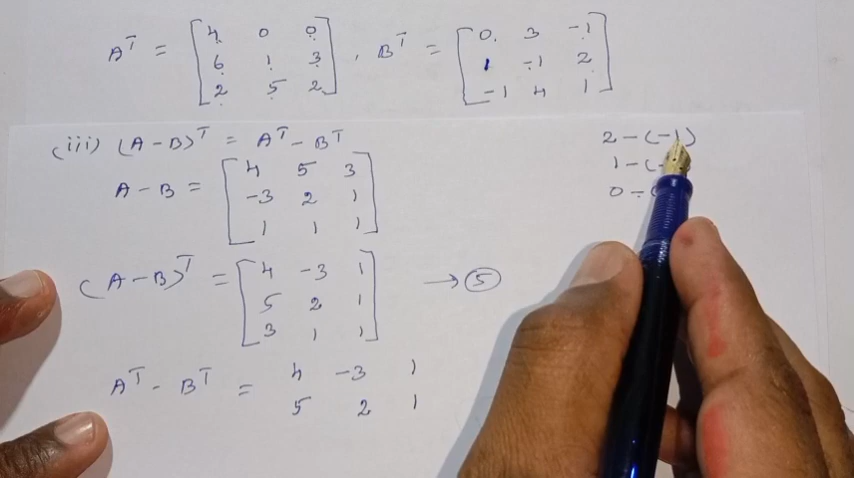 Aᵀ = [ 4 0 0 , Bᵀ = [ 0 3 -1
6 1 3 1 -1 2
2 5 2 ] -1 4 1 ]
(iii) (A-B)ᵀ = Aᵀ - Bᵀ 2-(-1)
A-B = [ 4 5 3 1-(-
-3 2 1 0-(
1 1 1 ]
(A-B)ᵀ = [ 4 -3 1
5 2 1 → ⑤
3 1 1 ]
Aᵀ - Bᵀ = 4 -3 1
5 2 1